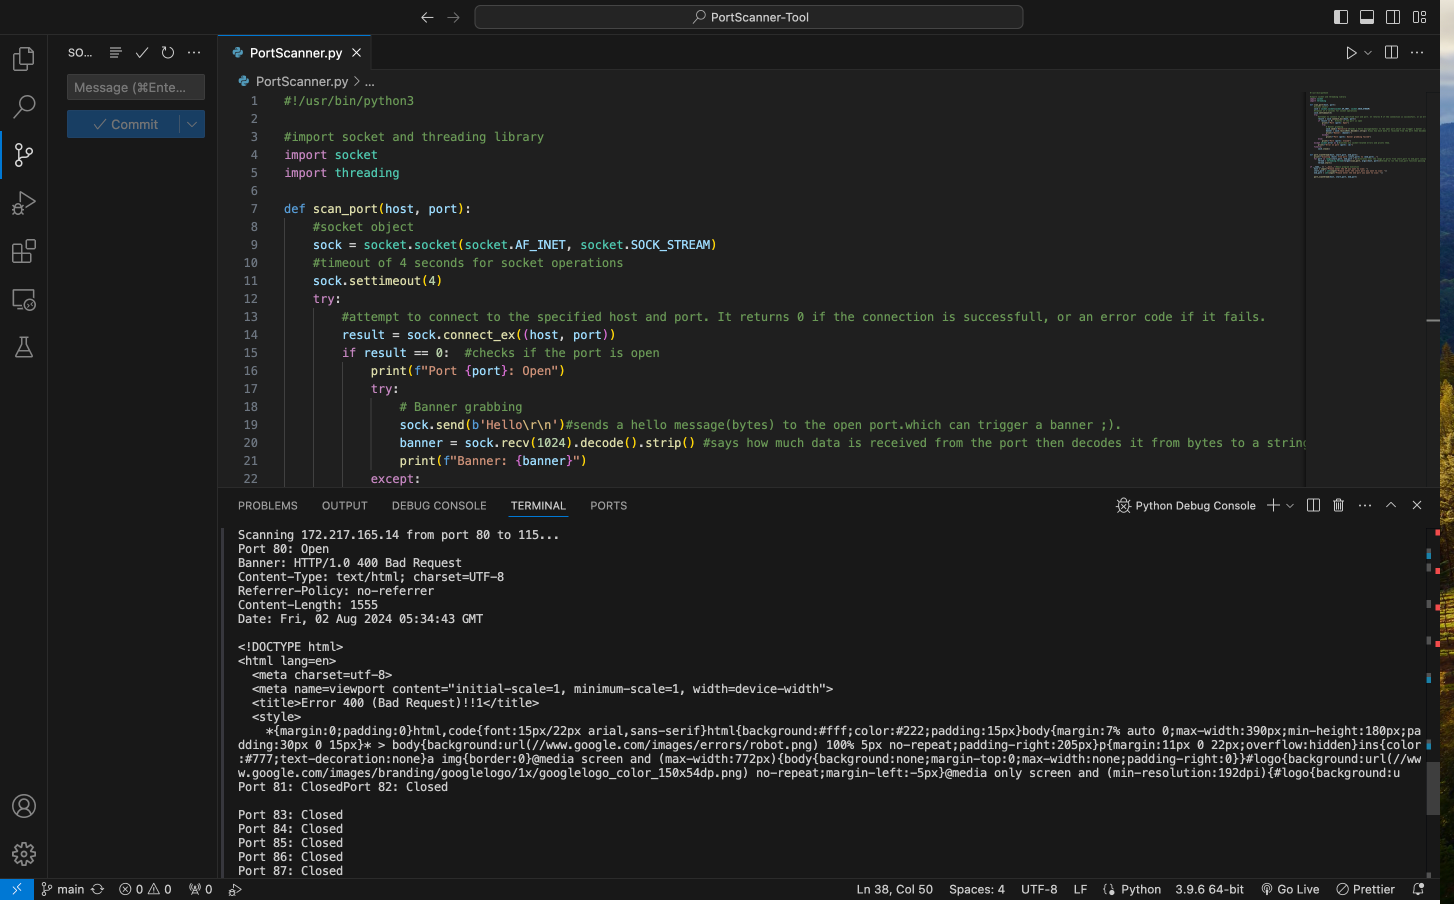 PortScanner-Tool
SO...
Message (⌘Ente...
Commit
PortScanner.py
PortScanner.py > ...
1 #!/usr/bin/python3
2
3 #import socket and threading library
4 import socket
5 import threading
6
7 def scan_port(host, port):
8 #socket object
9 sock = socket.socket(socket.AF_INET, socket.SOCK_STREAM)
10 #timeout of 4 seconds for socket operations
11 sock.settimeout(4)
12 try:
13 #attempt to connect to the specified host and port. It returns 0 if the connection is successfull, or an error code if it fails.
14 result = sock.connect_ex((host, port))
15 if result == 0: #checks if the port is open
16 print(f"Port {port}: Open")
17 try:
18 # Banner grabbing
19 sock.send(b'Hello\r\n')#sends a hello message(bytes) to the open port.which can trigger a banner ;).
20 banner = sock.recv(1024).decode().strip() #says how much data is received from the port then decodes it from bytes to a string
21 print(f"Banner: {banner}")
22 except:
PROBLEMS OUTPUT DEBUG CONSOLE TERMINAL PORTS
Python Debug Console
Scanning 172.217.165.14 from port 80 to 115...
Port 80: Open
Banner: HTTP/1.0 400 Bad Request
Content-Type: text/html; charset=UTF-8
Referrer-Policy: no-referrer
Content-Length: 1555
Date: Fri, 02 Aug 2024 05:34:43 GMT
<!DOCTYPE html>
<html lang=en>
<meta charset=utf-8>
<meta name=viewport content="initial-scale=1, minimum-scale=1, width=device-width">
<title>Error 400 (Bad Request)!!1</title>
<style>
*{margin:0;padding:0}html,code{font:15px/22px arial,sans-serif}html{background:#fff;color:#222;padding:15px}body{margin:7% auto 0;max-width:390px;min-height:180px;pa
dding:30px 0 15px}* > body{background:url(//www.google.com/images/errors/robot.png) 100% 5px no-repeat;padding-right:205px}p{margin:11px 0 22px;overflow:hidden}ins{color
:#777;text-decoration:none}a img{border:0}@media screen and (max-width:772px){body{background:none;margin-top:0;max-width:none;padding-right:0}}#logo{background:url(//ww
w.google.com/images/branding/googlelogo/1x/googlelogo_color_150x54dp.png) no-repeat;margin-left:-5px}@media only screen and (min-resolution:192dpi){#logo{background:u
Port 81: ClosedPort 82: Closed
Port 83: Closed
Port 84: Closed
Port 85: Closed
Port 86: Closed
Port 87: Closed
main 0 0 0 Ln 38, Col 50 Spaces: 4 UTF-8 LF Python 3.9.6 64-bit Go Live Prettier